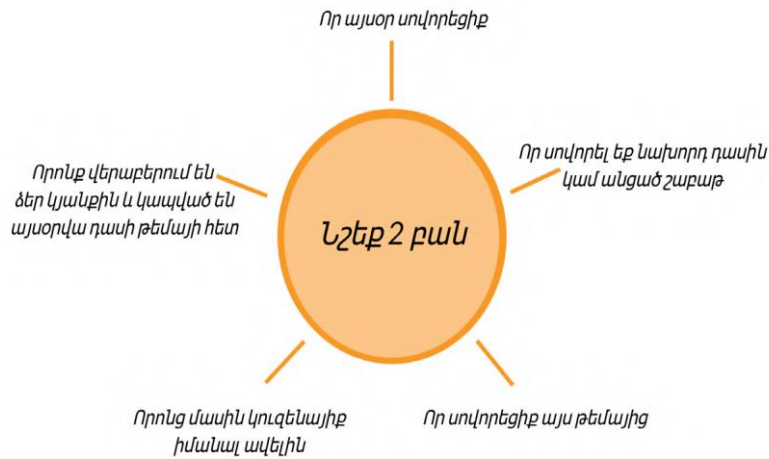 Որ այսօր սովորեցիք
Որ սովորել եք նախորդ դասին
կամ անցած շաբաթ
Որոնք վերաբերում են
ձեր կյանքին և կապված են
այսօրվա դասի թեմայի հետ
Նշեք 2 բան
Որոնց մասին կուզենայիք
իմանալ ավելին
Որ սովորեցիք այս թեմայից